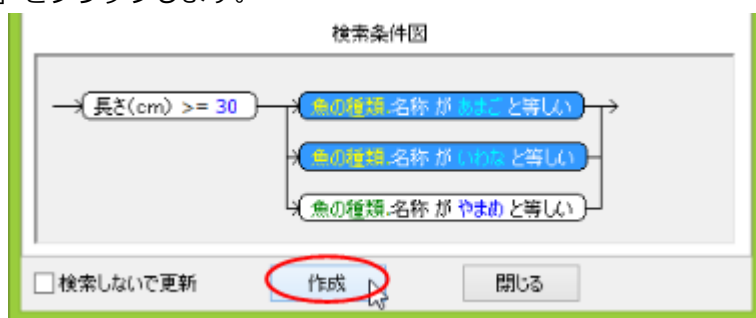 」をクリックします。
検索条件図
長さ(cm) >= 30
魚の種類.名称 が あまご と等しい
魚の種類.名称 が いわな と等しい
魚の種類.名称 が やまめ と等しい
検索しないで更新 作成 閉じる